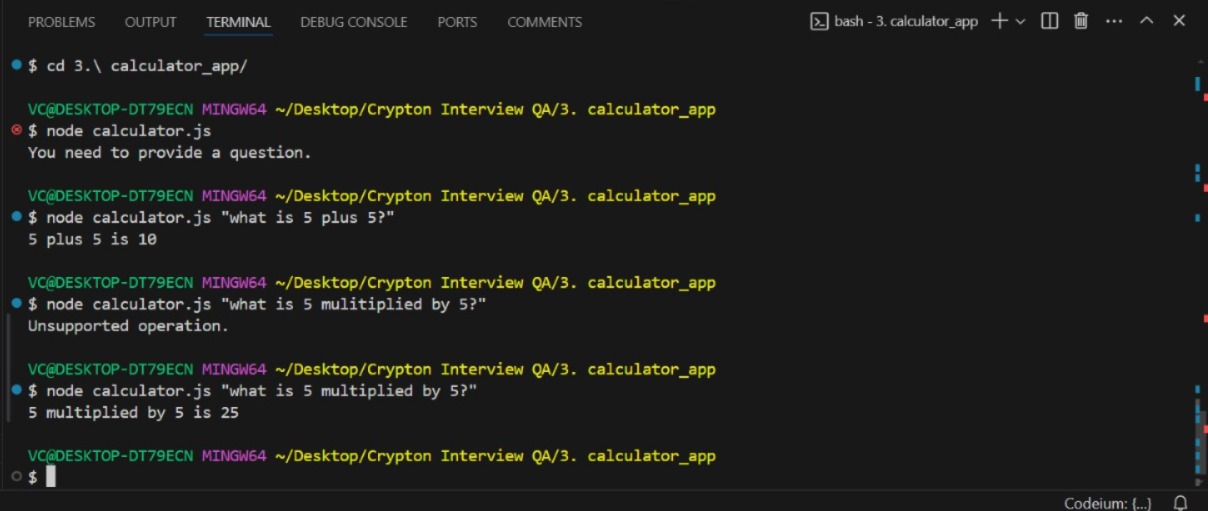 PROBLEMS OUTPUT TERMINAL DEBUG CONSOLE PORTS COMMENTS bash - 3. calculator_app
$ cd 3.\ calculator_app/
VC@DESKTOP-DT79ECN MINGW64 ~/Desktop/Crypton Interview QA/3. calculator_app
$ node calculator.js
You need to provide a question.
VC@DESKTOP-DT79ECN MINGW64 ~/Desktop/Crypton Interview QA/3. calculator_app
$ node calculator.js "what is 5 plus 5?"
5 plus 5 is 10
VC@DESKTOP-DT79ECN MINGW64 ~/Desktop/Crypton Interview QA/3. calculator_app
$ node calculator.js "what is 5 mulitiplied by 5?"
Unsupported operation.
VC@DESKTOP-DT79ECN MINGW64 ~/Desktop/Crypton Interview QA/3. calculator_app
$ node calculator.js "what is 5 multiplied by 5?"
5 multiplied by 5 is 25
VC@DESKTOP-DT79ECN MINGW64 ~/Desktop/Crypton Interview QA/3. calculator_app
$
Codeium: {...}